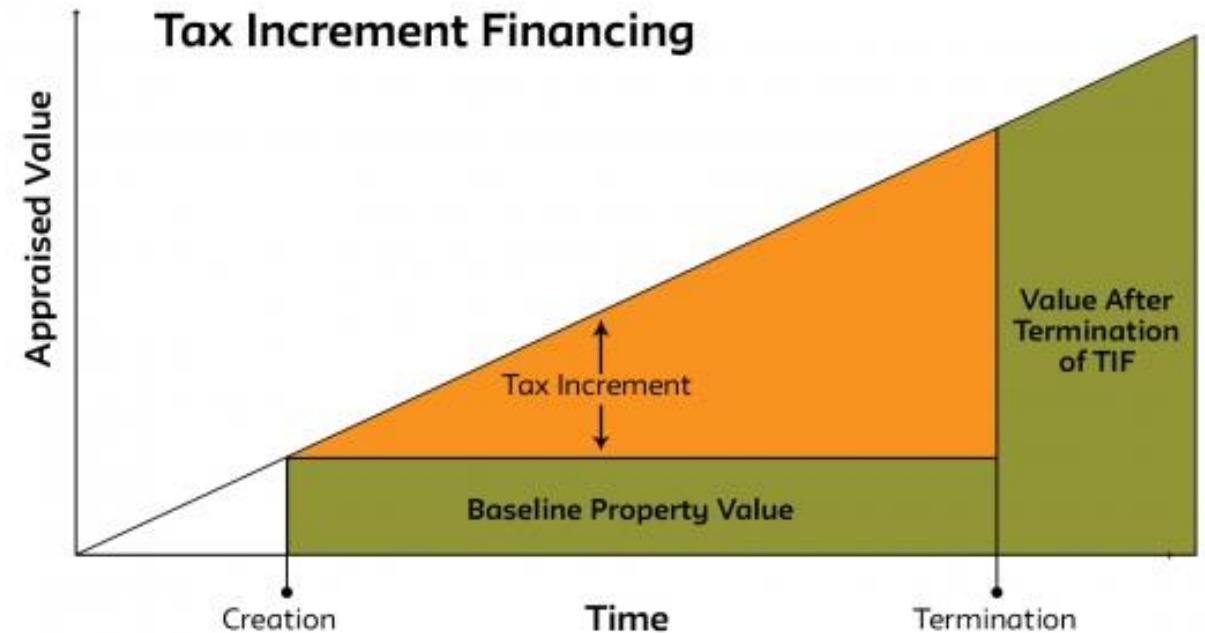 Tax Increment Financing
Appraised Value
Value After
Termination
of TIF
Tax Increment
Baseline Property Value
Creation
Time
Termination